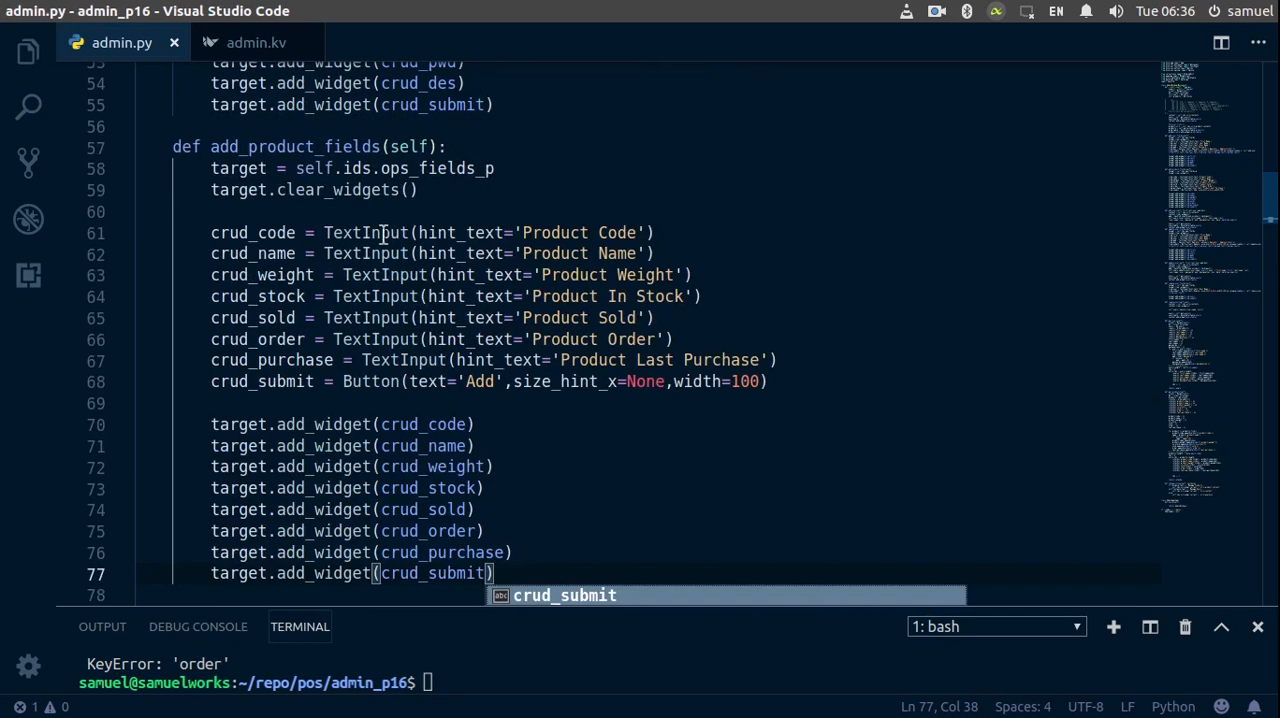 admin.py - admin_p16 - Visual Studio Code
EN
Tue 06:36
samuel
admin.py
admin.kv
53 target.add_widget(crud_pwd)
54 target.add_widget(crud_des)
55 target.add_widget(crud_submit)
56
57 def add_product_fields(self):
58 target = self.ids.ops_fields_p
59 target.clear_widgets()
60
61 crud_code = TextInput(hint_text='Product Code')
62 crud_name = TextInput(hint_text='Product Name')
63 crud_weight = TextInput(hint_text='Product Weight')
64 crud_stock = TextInput(hint_text='Product In Stock')
65 crud_sold = TextInput(hint_text='Product Sold')
66 crud_order = TextInput(hint_text='Product Order')
67 crud_purchase = TextInput(hint_text='Product Last Purchase')
68 crud_submit = Button(text='Add',size_hint_x=None,width=100)
69
70 target.add_widget(crud_code)
71 target.add_widget(crud_name)
72 target.add_widget(crud_weight)
73 target.add_widget(crud_stock)
74 target.add_widget(crud_sold)
75 target.add_widget(crud_order)
76 target.add_widget(crud_purchase)
77 target.add_widget(crud_submit)
78
abc crud_submit
OUTPUT DEBUG CONSOLE TERMINAL
1: bash
KeyError: 'order'
samuel@samuelworks:~/repo/pos/admin_p16$
1 0
Ln 77, Col 38 Spaces: 4 UTF-8 LF Python